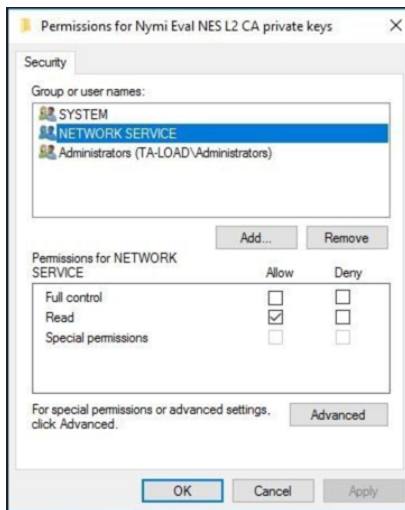 Permissions for Nymi Eval NES L2 CA private keys
Security
Group or user names:
SYSTEM
NETWORK SERVICE
Administrators (TA-LOAD\Administrators)
Add...
Remove
Permissions for NETWORK
SERVICE
Allow
Deny
Full control
Read
Special permissions
For special permissions or advanced settings,
click Advanced.
Advanced
OK
Cancel
Apply